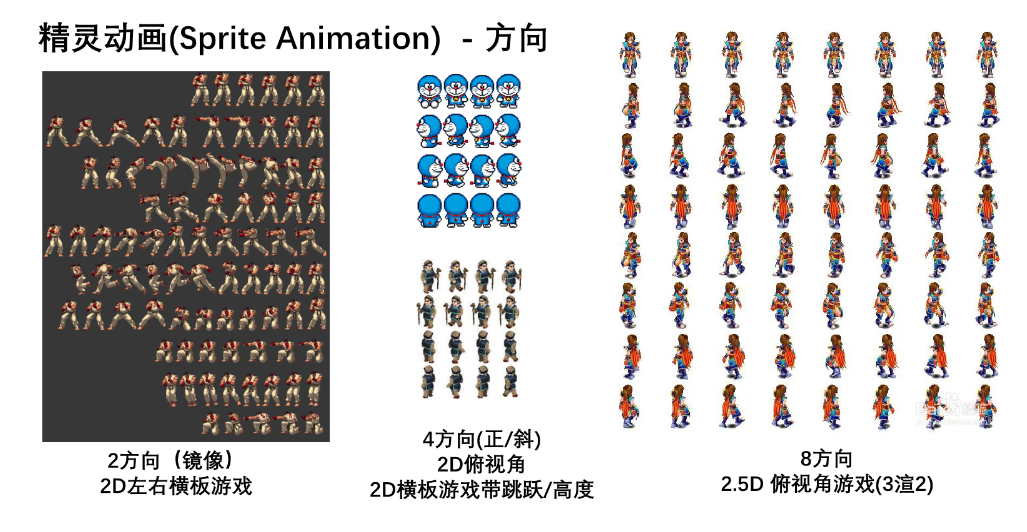 精灵动画(Sprite Animation) - 方向
2方向（镜像）
2D左右横板游戏
4方向(正/斜)
2D俯视角
2D横板游戏带跳跃/高度
8方向
2.5D 俯视角游戏(3渲2)